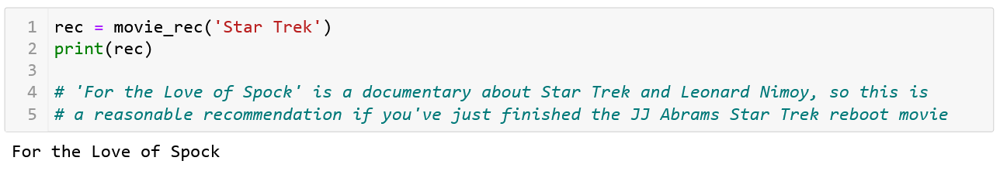 1 rec = movie_rec('Star Trek')
2 print(rec)
3
4 # 'For the Love of Spock' is a documentary about Star Trek and Leonard Nimoy, so this is
5 # a reasonable recommendation if you've just finished the JJ Abrams Star Trek reboot movie
For the Love of Spock